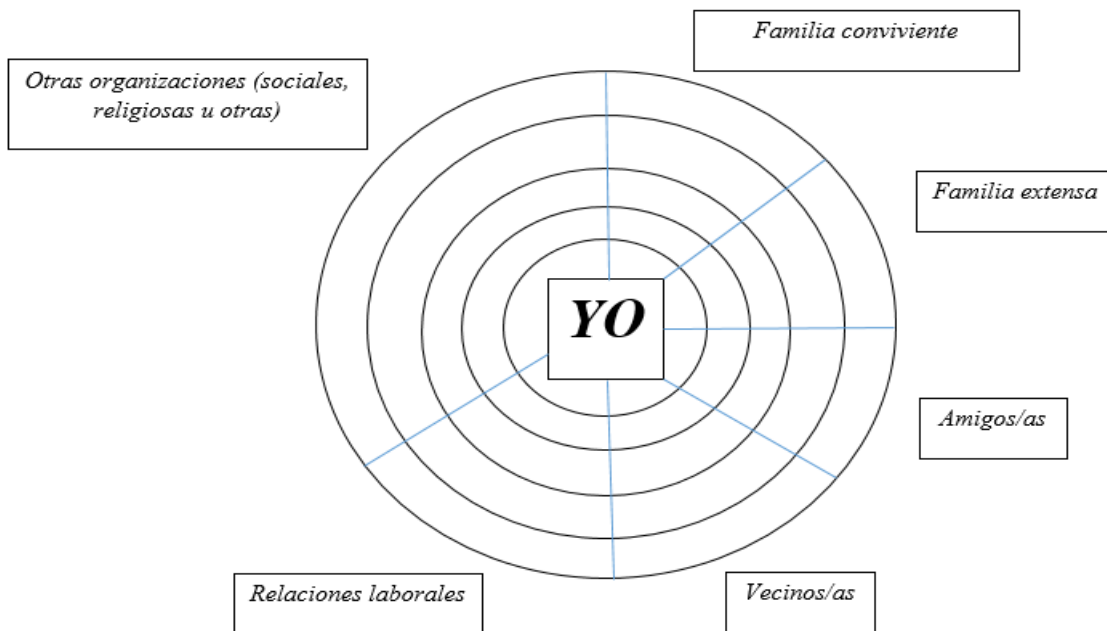 Familia conviviente
Otras organizaciones (sociales,
religiosas u otras)
Familia extensa
YO
Amigos/as
Relaciones laborales
Vecinos/as